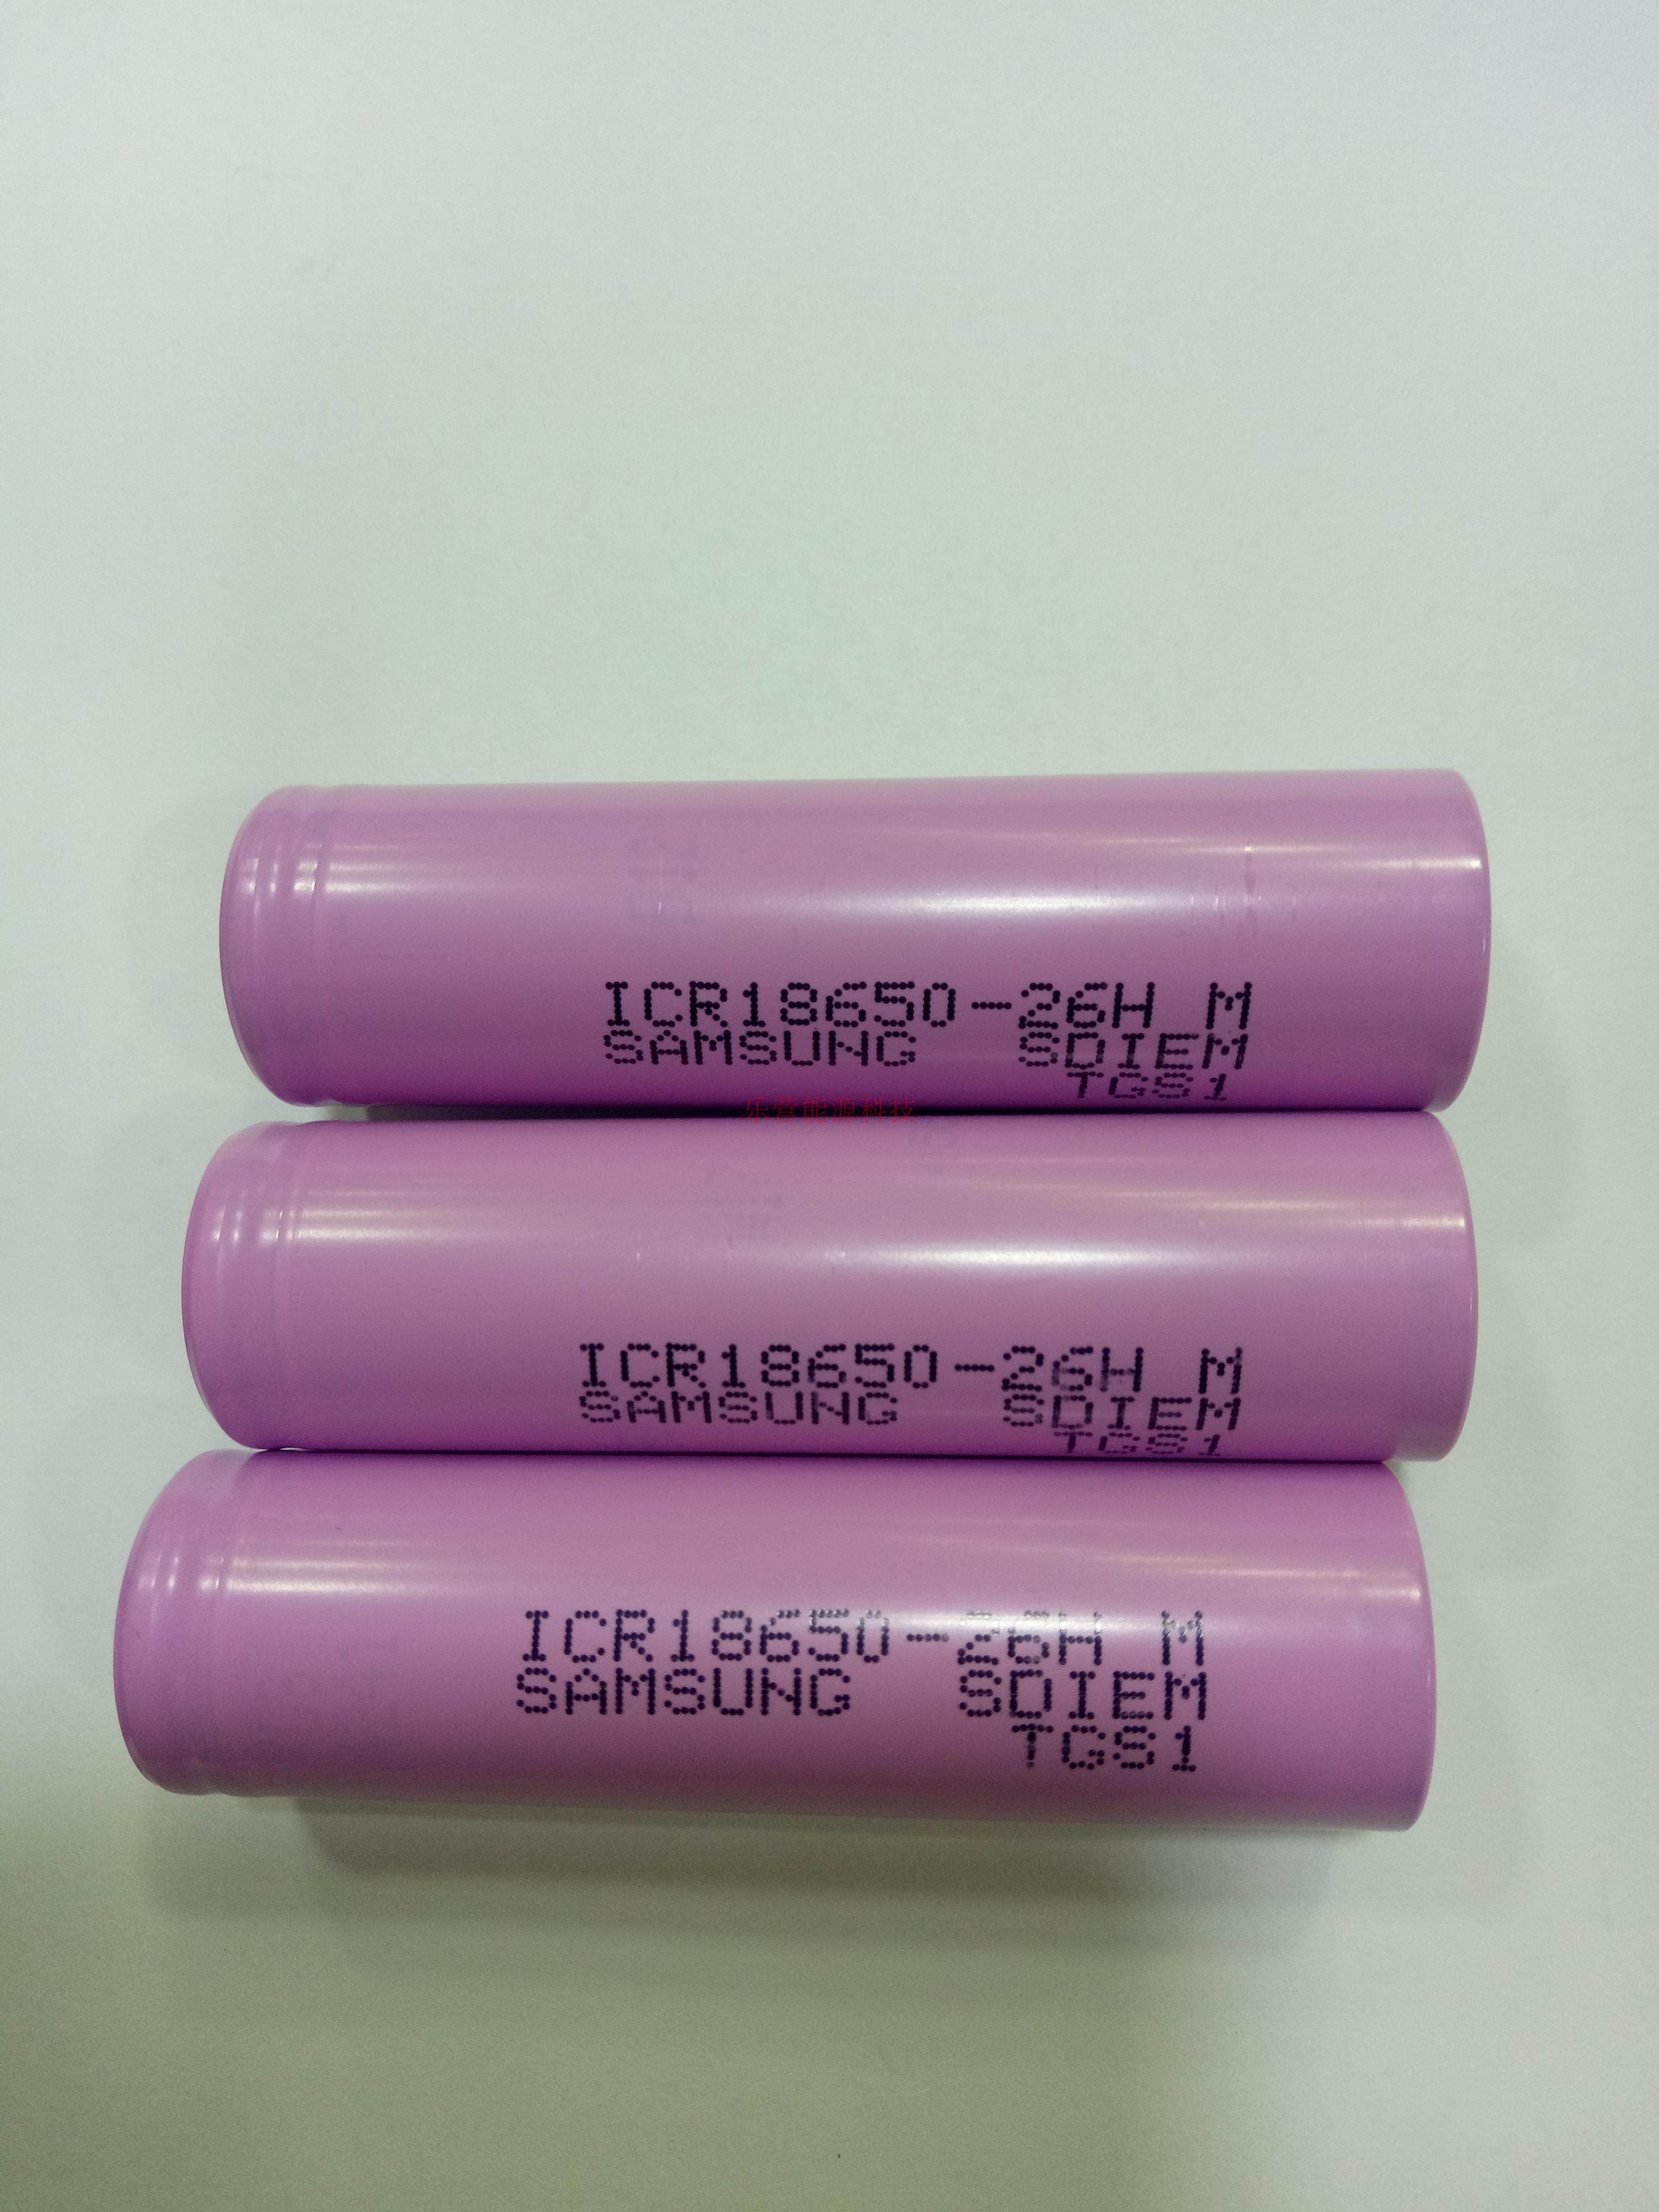 ICR18650-26H M
SAMSUNG SDIEM
TGS1
乐营能源科技
ICR18650-26H M
SAMSUNG SDIEM
TGS1
ICR18650-26H M
SAMSUNG SDIEM
TGS1